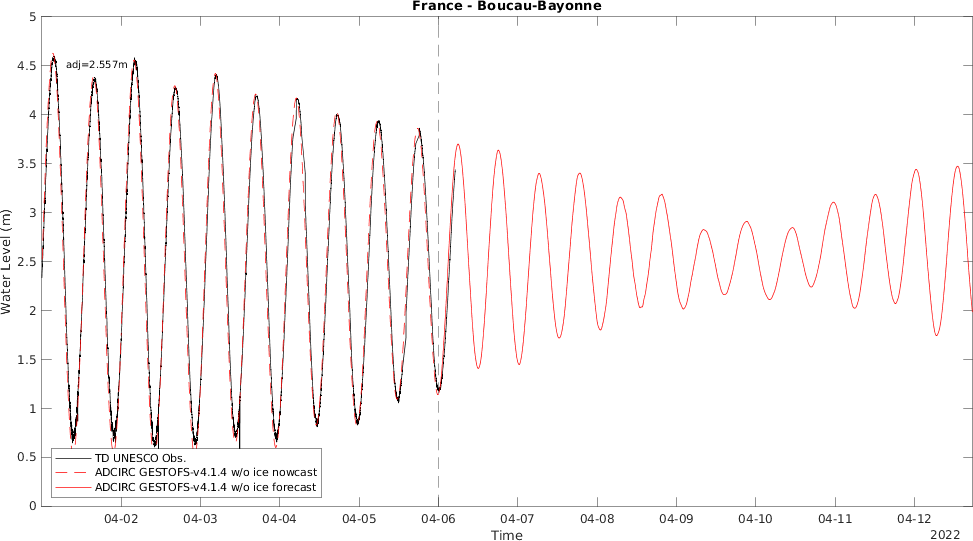 France - Boucau-Bayonne
5
4.5
adj=2.557m
4
3.5
3
2.5
2
1.5
1
0.5
0
Water Level (m)
TD UNESCO Obs.
ADCIRC GESTOFS-v4.1.4 w/o ice nowcast
ADCIRC GESTOFS-v4.1.4 w/o ice forecast
04-02 04-03 04-04 04-05 04-06 04-07 04-08 04-09 04-10 04-11 04-12
Time
2022